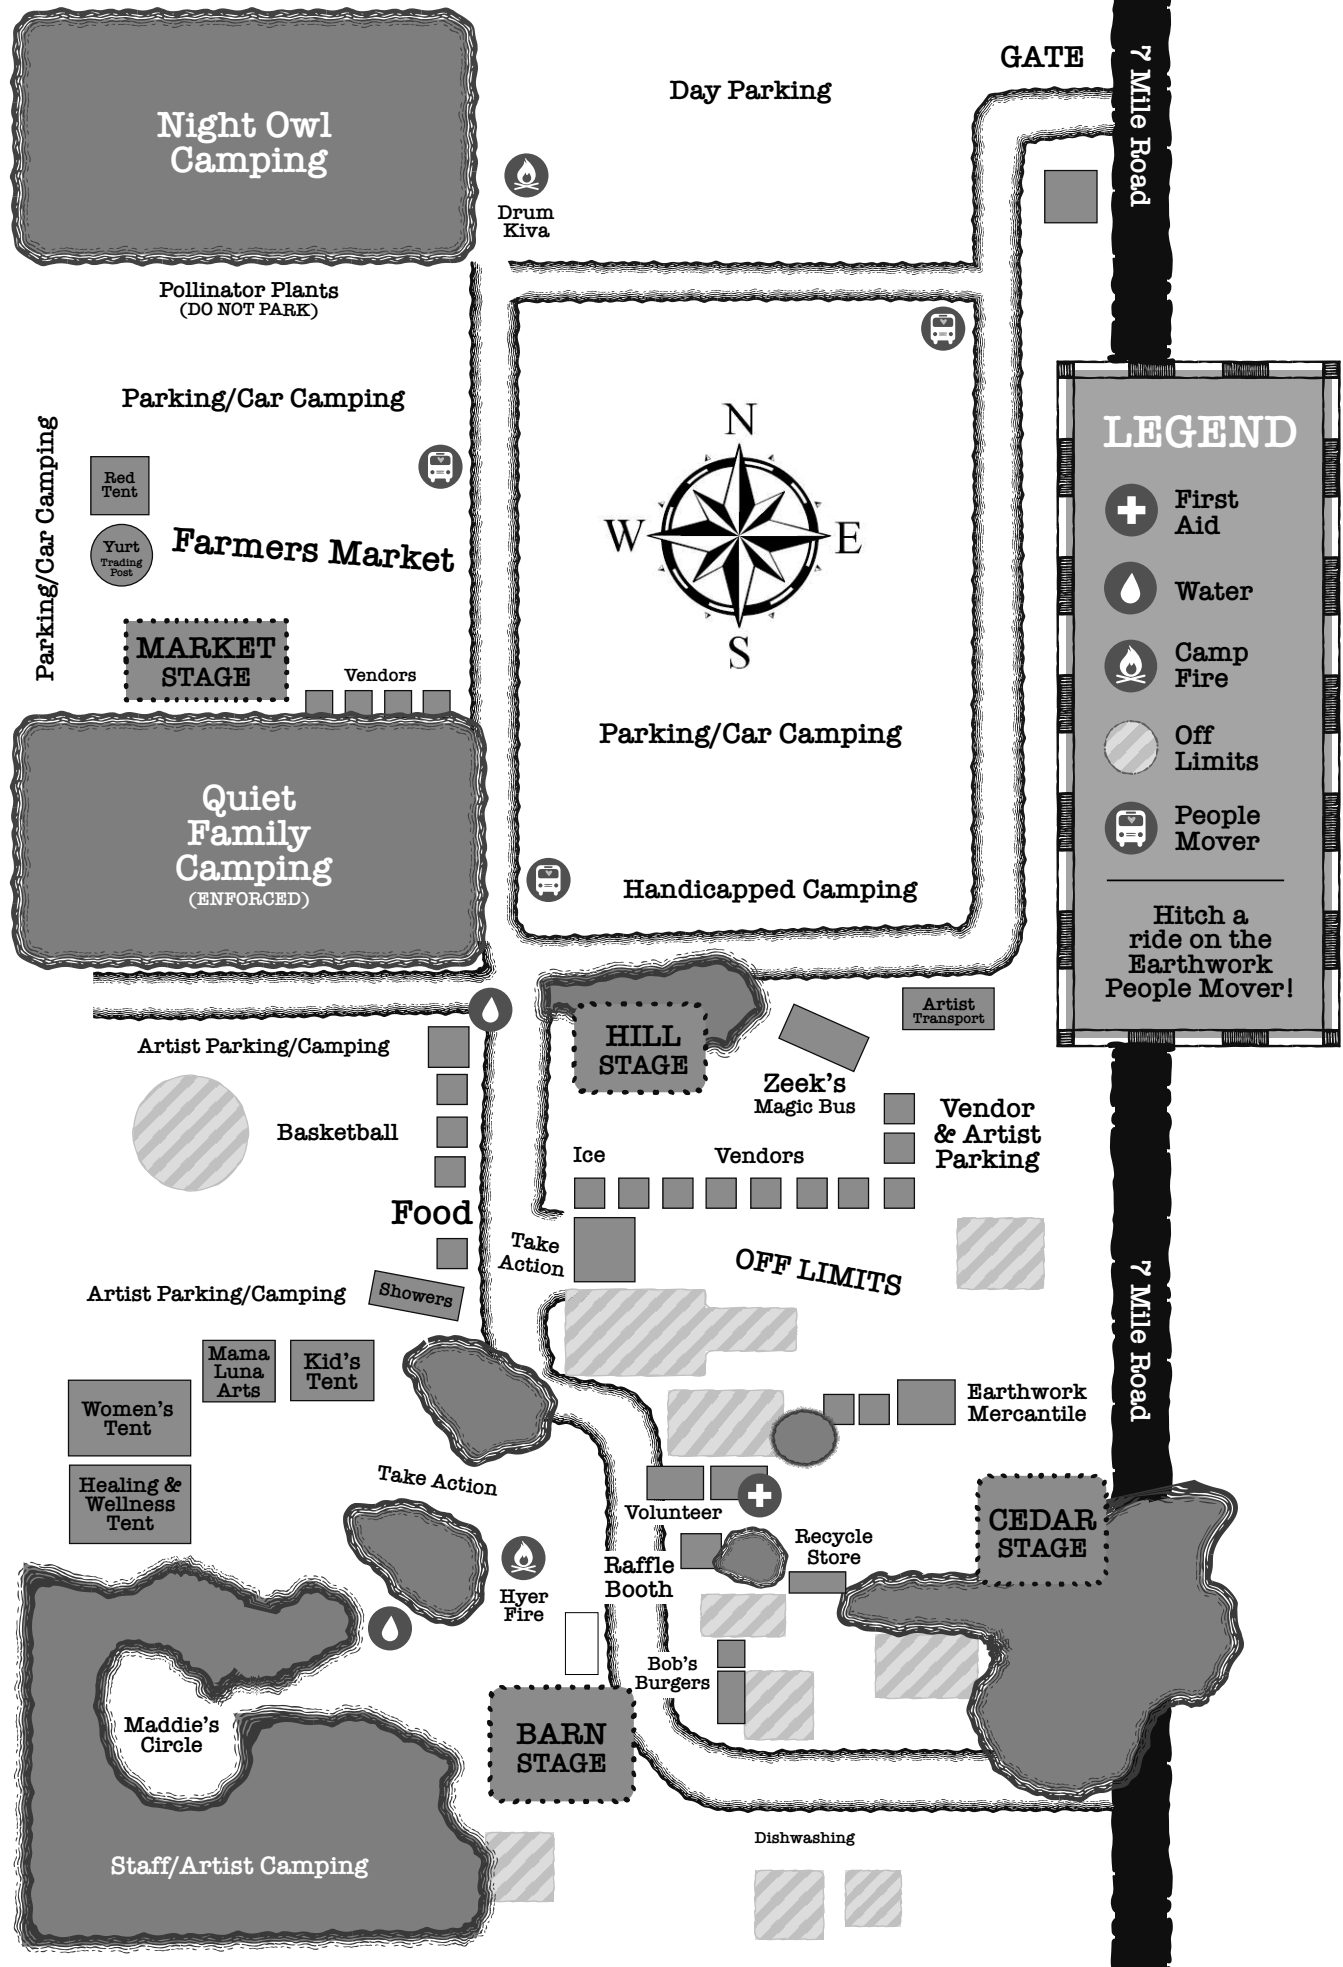 GATE
7 Mile Road
Day Parking
Night Owl
Camping
Drum
Kiva
Pollinator Plants
(DO NOT PARK)
Parking/Car Camping
Parking/Car Camping
Red
Tent
Yurt
Trading
Post
Farmers Market
MARKET
STAGE
Vendors
N
W
E
S
Parking/Car Camping
Handicapped Camping
Quiet
Family
Camping
(ENFORCED)
LEGEND
First
Aid
Water
Camp
Fire
Off
Limits
People
Mover
Hitch a
ride on the
Earthwork
People Mover!
Artist
Transport
HILL
STAGE
Zeek's
Magic Bus
Vendor
& Artist
Parking
Artist Parking/Camping
Basketball
Ice
Vendors
Food
Take
Action
OFF LIMITS
Artist Parking/Camping
Showers
7 Mile Road
Mama
Luna
Arts
Kid's
Tent
Women's
Tent
Healing &
Wellness
Tent
Earthwork
Mercantile
Take Action
Volunteer
CEDAR
STAGE
Recycle
Store
Raffle
Booth
Hyer
Fire
Bob's
Burgers
Maddie's
Circle
BARN
STAGE
Dishwashing
Staff/Artist Camping